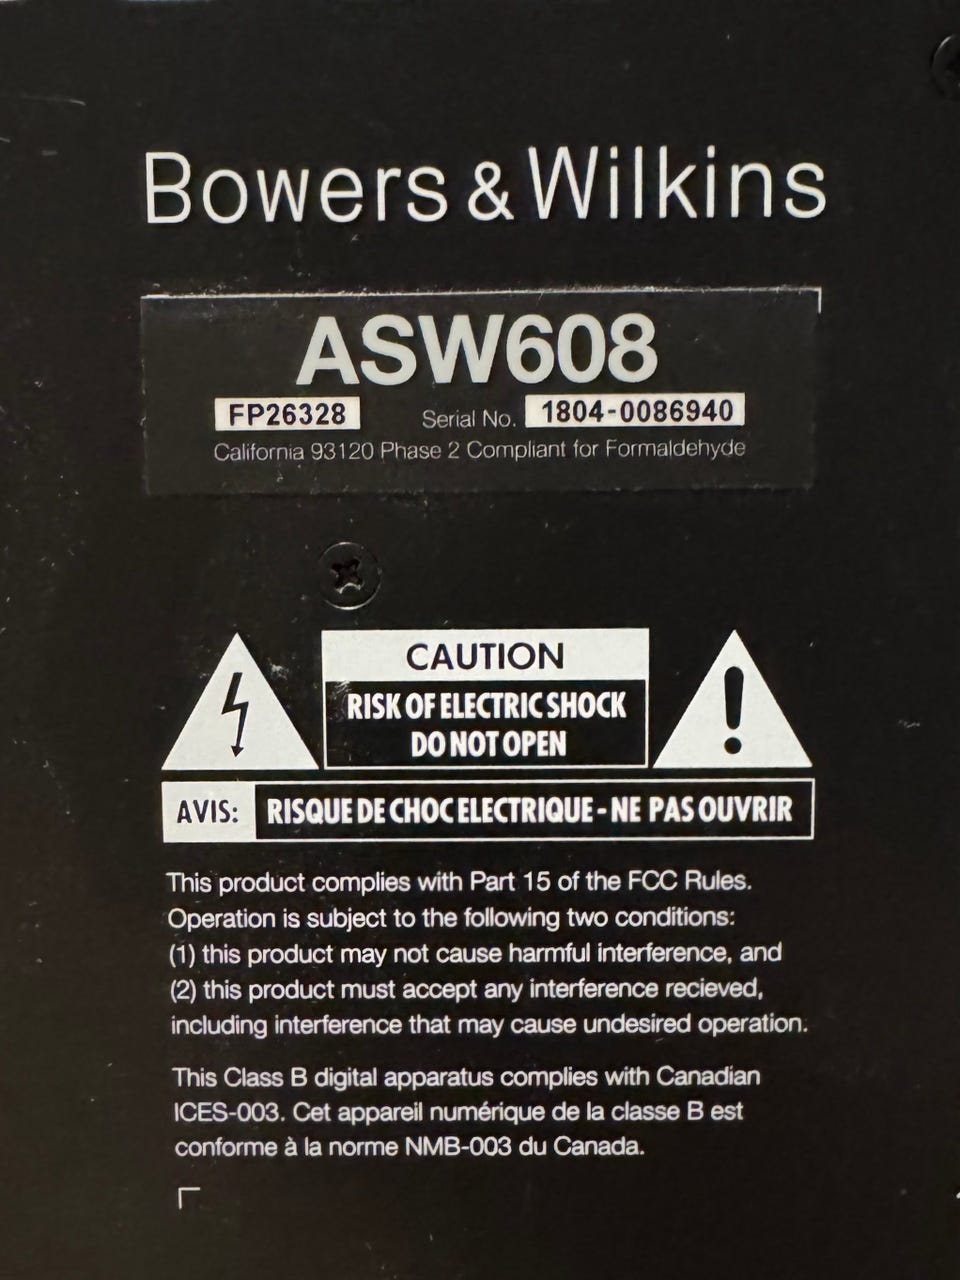 Bowers & Wilkins
ASW608
FP26328 Serial No. 1804-0086940
California 93120 Phase 2 Compliant for Formaldehyde
CAUTION
RISK OF ELECTRIC SHOCK
DO NOT OPEN
AVIS: RISQUE DE CHOC ELECTRIQUE - NE PAS OUVRIR
This product complies with Part 15 of the FCC Rules.
Operation is subject to the following two conditions:
(1) this product may not cause harmful interference, and
(2) this product must accept any interference recieved,
including interference that may cause undesired operation.
This Class B digital apparatus complies with Canadian
ICES-003. Cet appareil numérique de la classe B est
conforme à la norme NMB-003 du Canada.